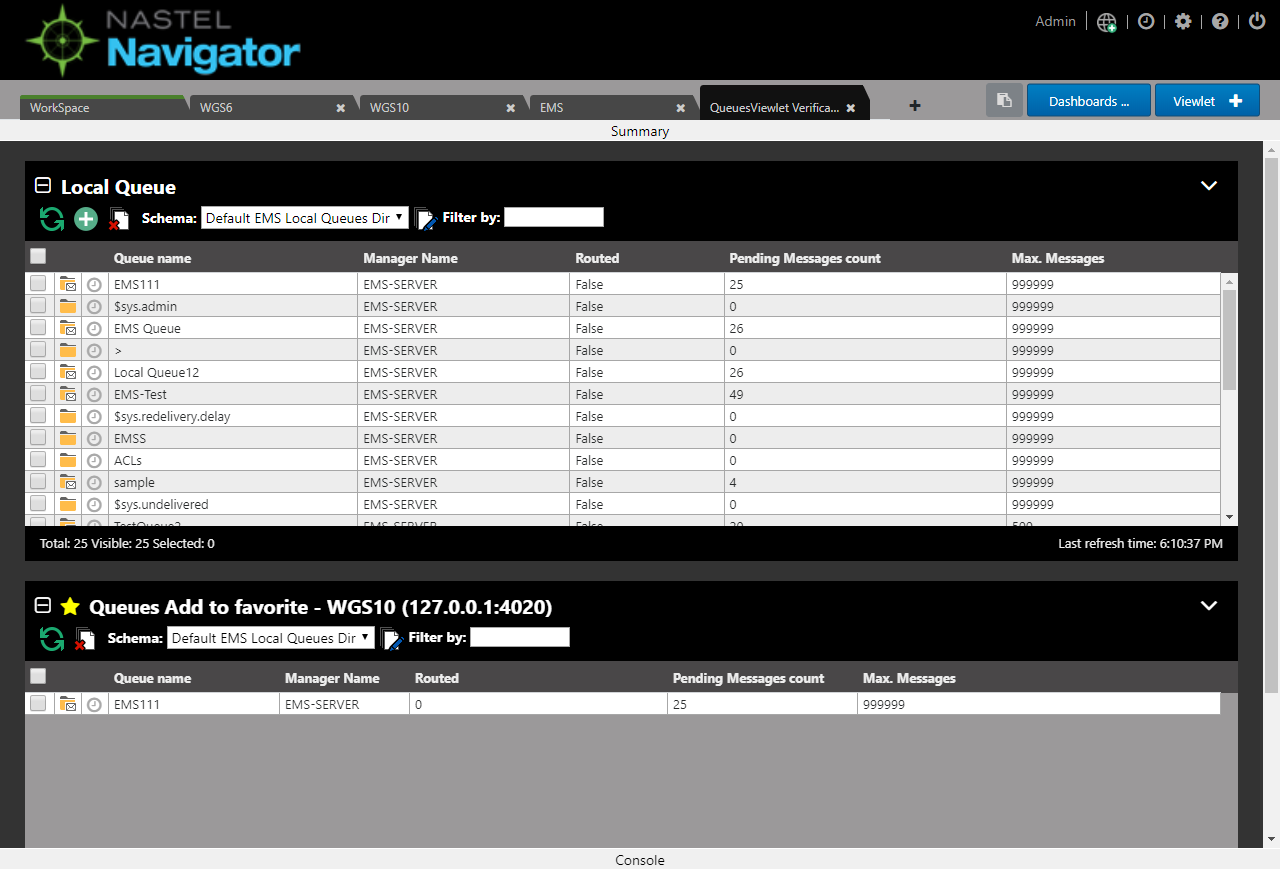 NASTEL
Navigator
Admin
WorkSpace WGS6 WGS10 EMS QueuesViewlet Verifica... Dashboards ... Viewlet
Summary
Local Queue
Schema: Default EMS Local Queues Dir Filter by:
Queue name Manager Name Routed Pending Messages count Max. Messages
EMS111 EMS-SERVER False 25 999999
$sys.admin EMS-SERVER False 0 999999
EMS Queue EMS-SERVER False 26 999999
> EMS-SERVER False 0 999999
Local Queue12 EMS-SERVER False 26 999999
EMS-Test EMS-SERVER False 49 999999
$sys.redelivery.delay EMS-SERVER False 0 999999
EMSS EMS-SERVER False 0 999999
ACLs EMS-SERVER False 0 999999
sample EMS-SERVER False 4 999999
$sys.undelivered EMS-SERVER False 0 999999
EMS-SERVER False
Total: 25 Visible: 25 Selected: 0 Last refresh time: 6:10:37 PM
Queues Add to favorite - WGS10 (127.0.0.1:4020)
Schema: Default EMS Local Queues Dir Filter by:
Queue name Manager Name Routed Pending Messages count Max. Messages
EMS111 EMS-SERVER 0 25 999999
Console